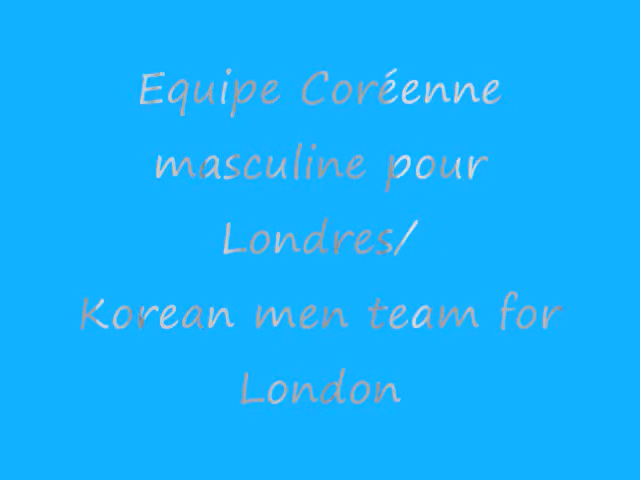 Equipe Coréenne
masculine pour
Londres/
Korean men team for
London